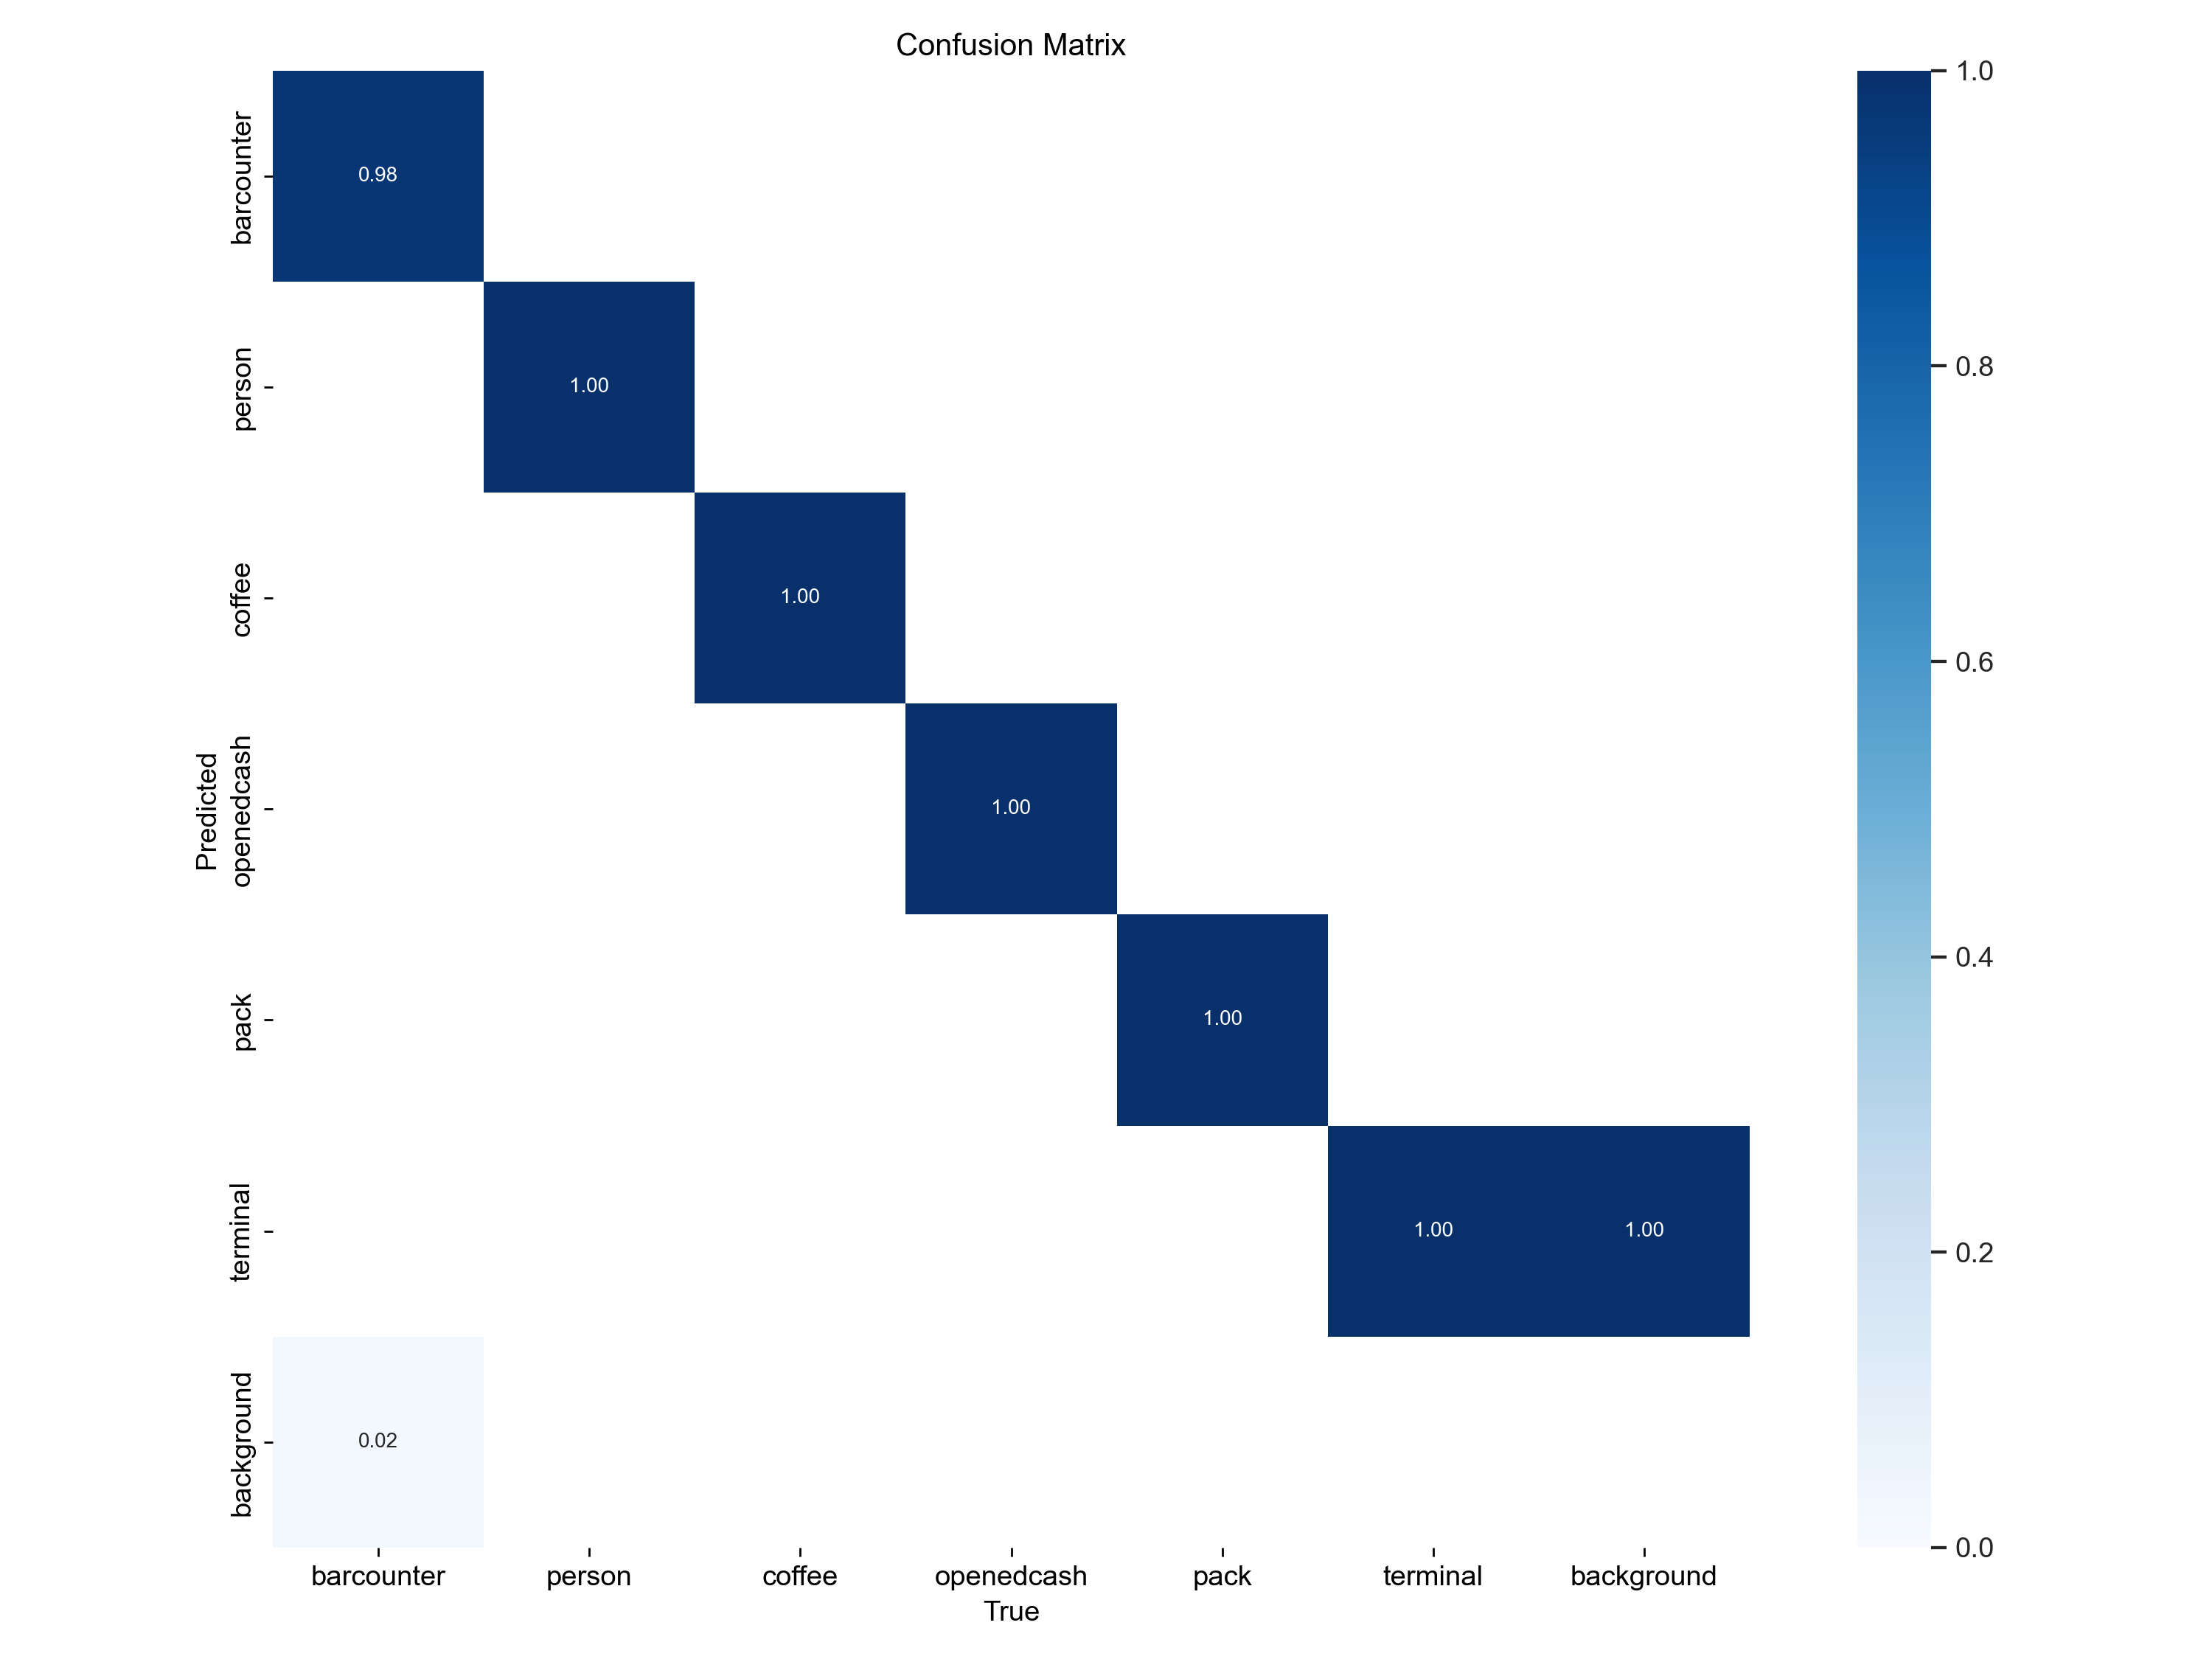 Confusion Matrix
Predicted
barcounter
person
coffee
openedcash
pack
terminal
background
0.98
1.00
1.00
1.00
1.00
1.00 1.00
0.02
barcounter person coffee openedcash pack terminal background
True
1.0
0.8
0.6
0.4
0.2
0.0